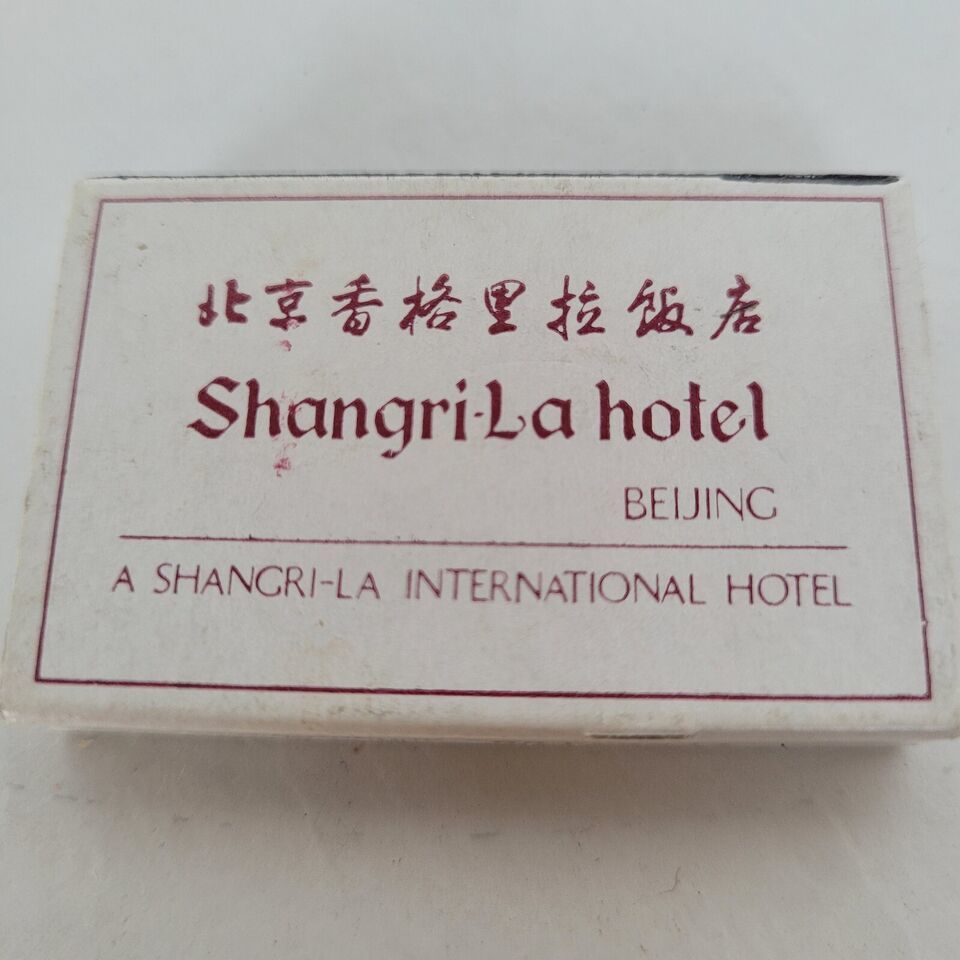 北京香格里拉飯店
Shangri-La hotel
BEIJING
A SHANGRI-LA INTERNATIONAL HOTEL